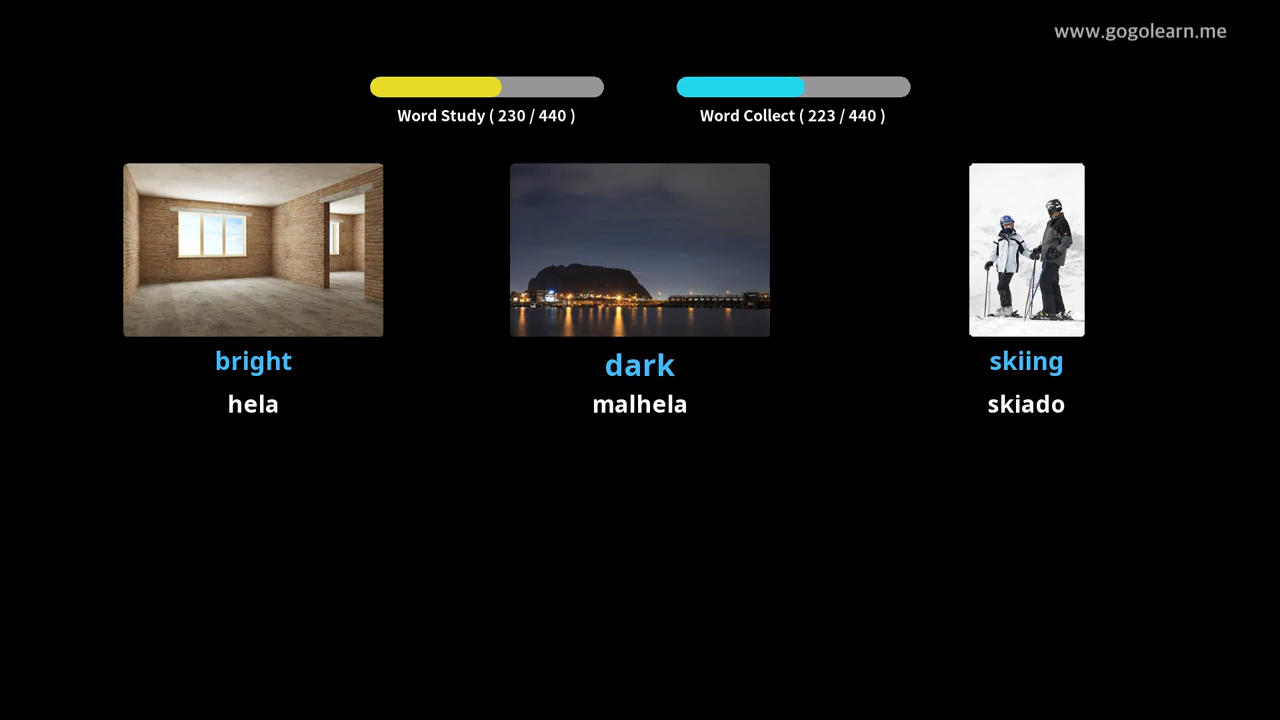 www.gogolearn.me
Word Study ( 230 / 440 )
Word Collect ( 223 / 440 )
bright
dark
skiing
hela
malhela
skiado